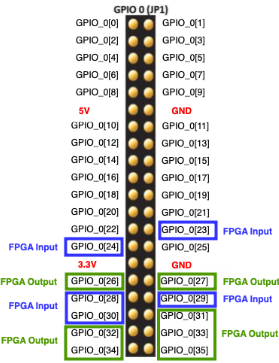 GPIO 0 (JP1)
GPIO_0[0] GPIO_0[1]
GPIO_0[2] GPIO_0[3]
GPIO_0[4] GPIO_0[5]
GPIO_0[6] GPIO_0[7]
GPIO_0[8] GPIO_0[9]
5V GND
GPIO_0[10] GPIO_0[11]
GPIO_0[12] GPIO_0[13]
GPIO_0[14] GPIO_0[15]
GPIO_0[16] GPIO_0[17]
GPIO_0[18] GPIO_0[19]
GPIO_0[20] GPIO_0[21]
GPIO_0[22] GPIO_0[23] FPGA Input
FPGA Input GPIO_0[24] GPIO_0[25]
3.3V GND
FPGA Output GPIO_0[26] GPIO_0[27] FPGA Output
GPIO_0[28] GPIO_0[29] FPGA Input
FPGA Input
GPIO_0[30] GPIO_0[31]
GPIO_0[32] GPIO_0[33] FPGA Output
FPGA Output
GPIO_0[34] GPIO_0[35]